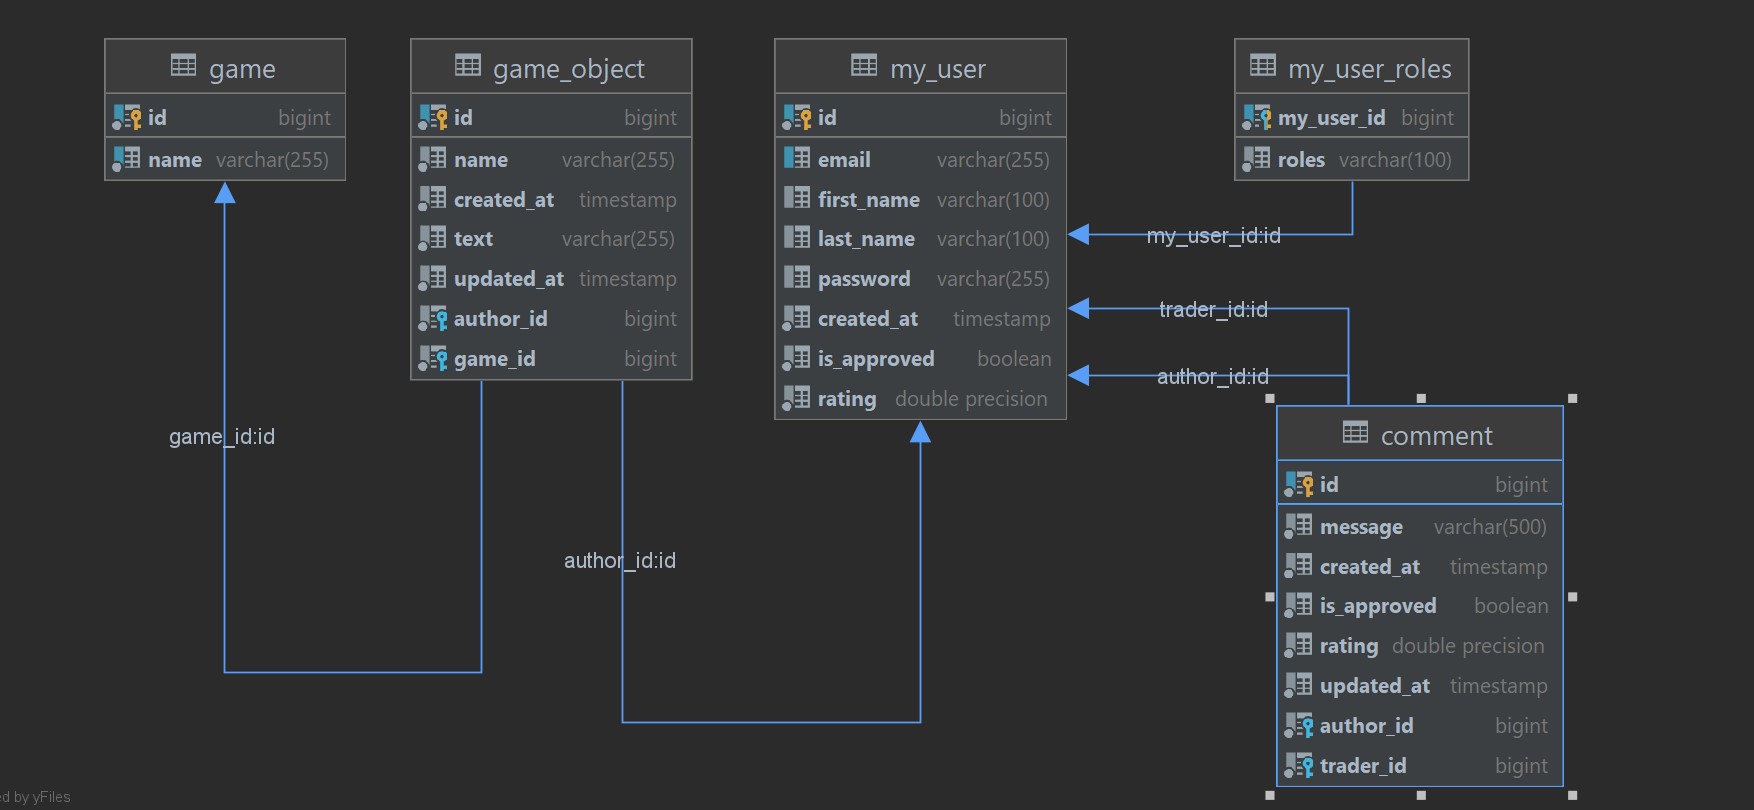 game
id bigint
name varchar(255)
game_object
id bigint
name varchar(255)
created_at timestamp
text varchar(255)
updated_at timestamp
author_id bigint
game_id bigint
my_user
id bigint
email varchar(255)
first_name varchar(100)
last_name varchar(100)
password varchar(255)
created_at timestamp
is_approved boolean
rating double precision
my_user_roles
my_user_id bigint
roles varchar(100)
my_user_id:id
trader_id:id
author_id:id
game_id:id
author_id:id
comment
id bigint
message varchar(500)
created_at timestamp
is_approved boolean
rating double precision
updated_at timestamp
author_id bigint
trader_id bigint
ed by yFiles